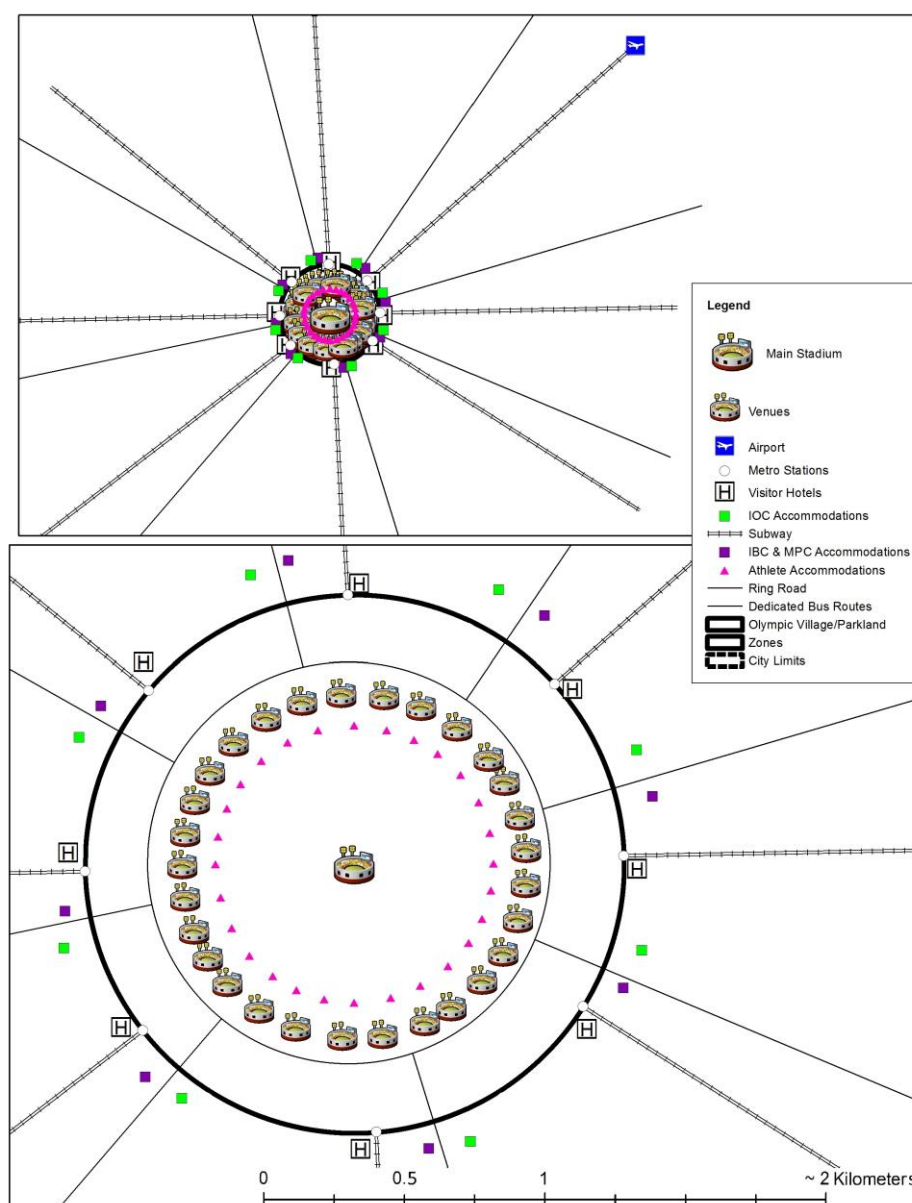 Legend
Main Stadium
Venues
Airport
Metro Stations
H Visitor Hotels
IOC Accommodations
Subway
IBC & MPC Accommodations
Athlete Accommodations
Ring Road
Dedicated Bus Routes
Olympic Village/Parkland
Zones
City Limits
H
H
H
H
H
H
H
H
0 0.5 1 ~ 2 Kilometers